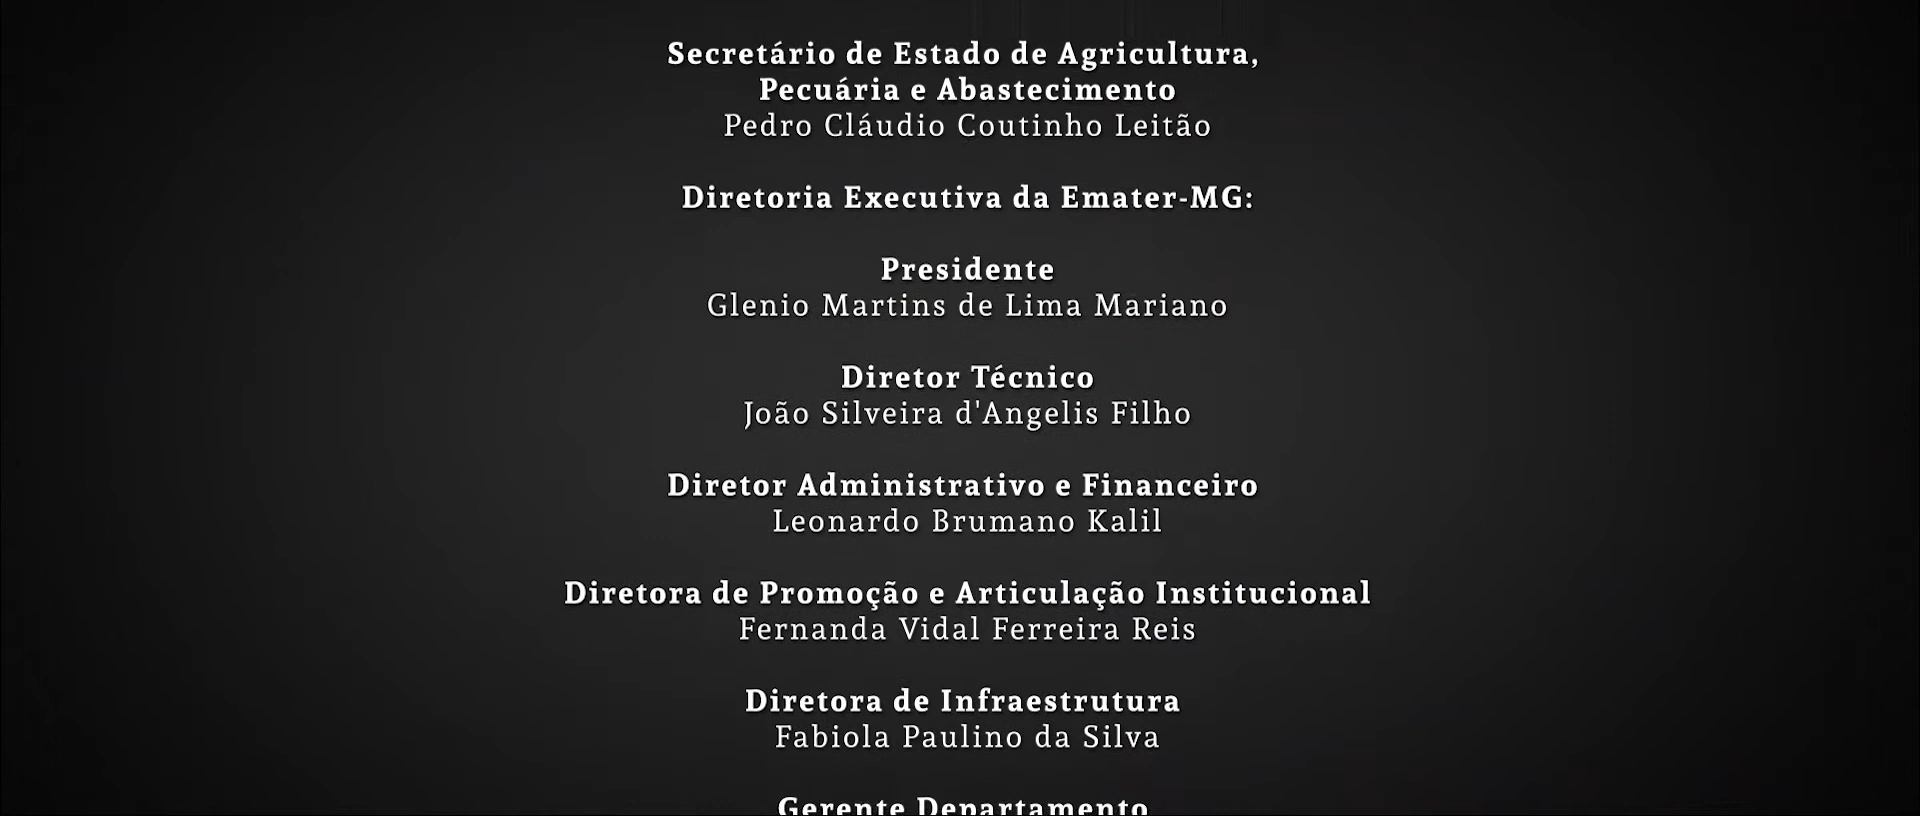 Secretário de Estado de Agricultura,
Pecuária e Abastecimento
Pedro Cláudio Coutinho Leitão
Diretoria Executiva da Emater-MG:
Presidente
Glenio Martins de Lima Mariano
Diretor Técnico
João Silveira d'Angelis Filho
Diretor Administrativo e Financeiro
Leonardo Brumano Kalil
Diretora de Promoção e Articulação Institucional
Fernanda Vidal Ferreira Reis
Diretora de Infraestrutura
Fabiola Paulino da Silva
Gerente Departamento